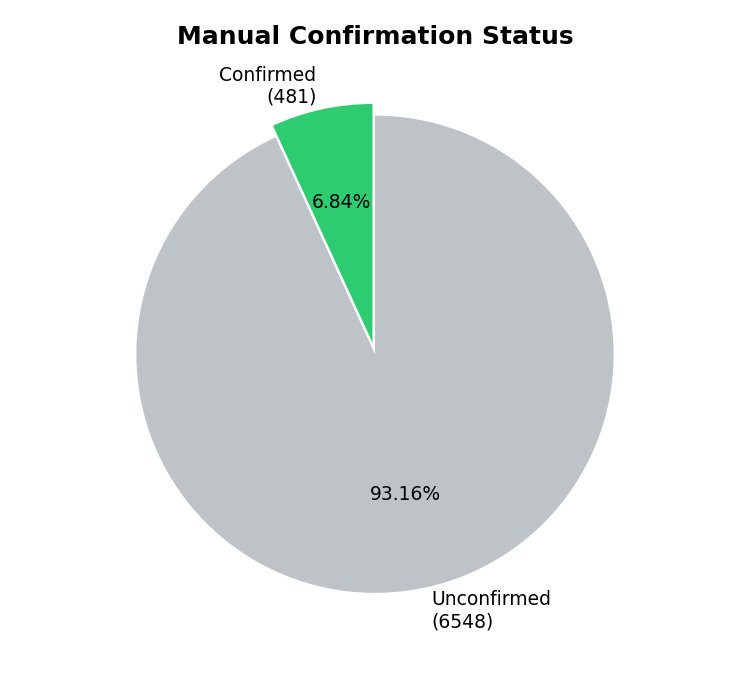 Manual Confirmation Status
Confirmed
(481)
6.84%
93.16%
Unconfirmed
(6548)